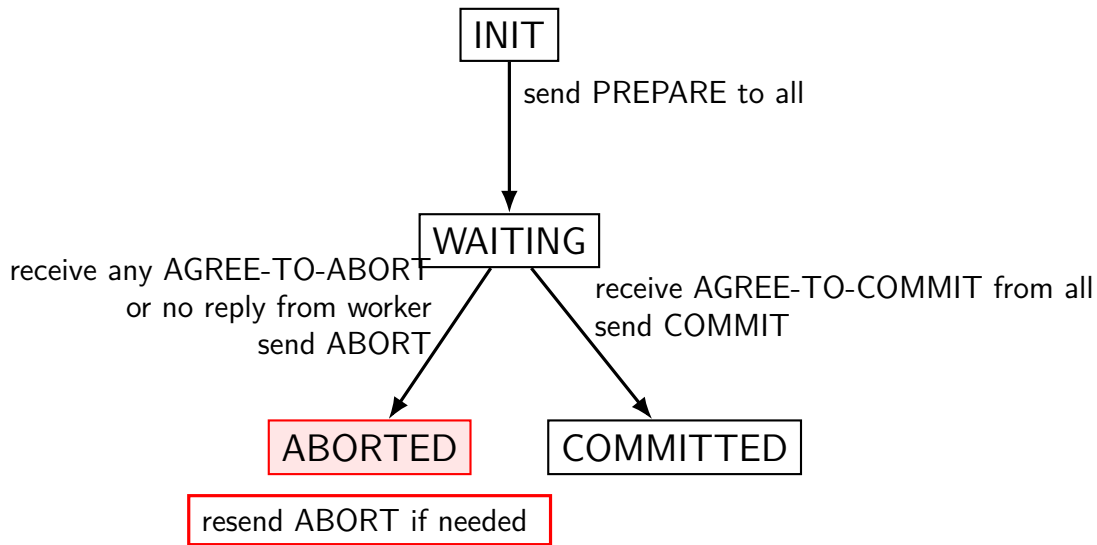 INIT
send PREPARE to all
WAITING
receive any AGREE-TO-ABORT
or no reply from worker
send ABORT
receive AGREE-TO-COMMIT from all
send COMMIT
ABORTED
COMMITTED
resend ABORT if needed